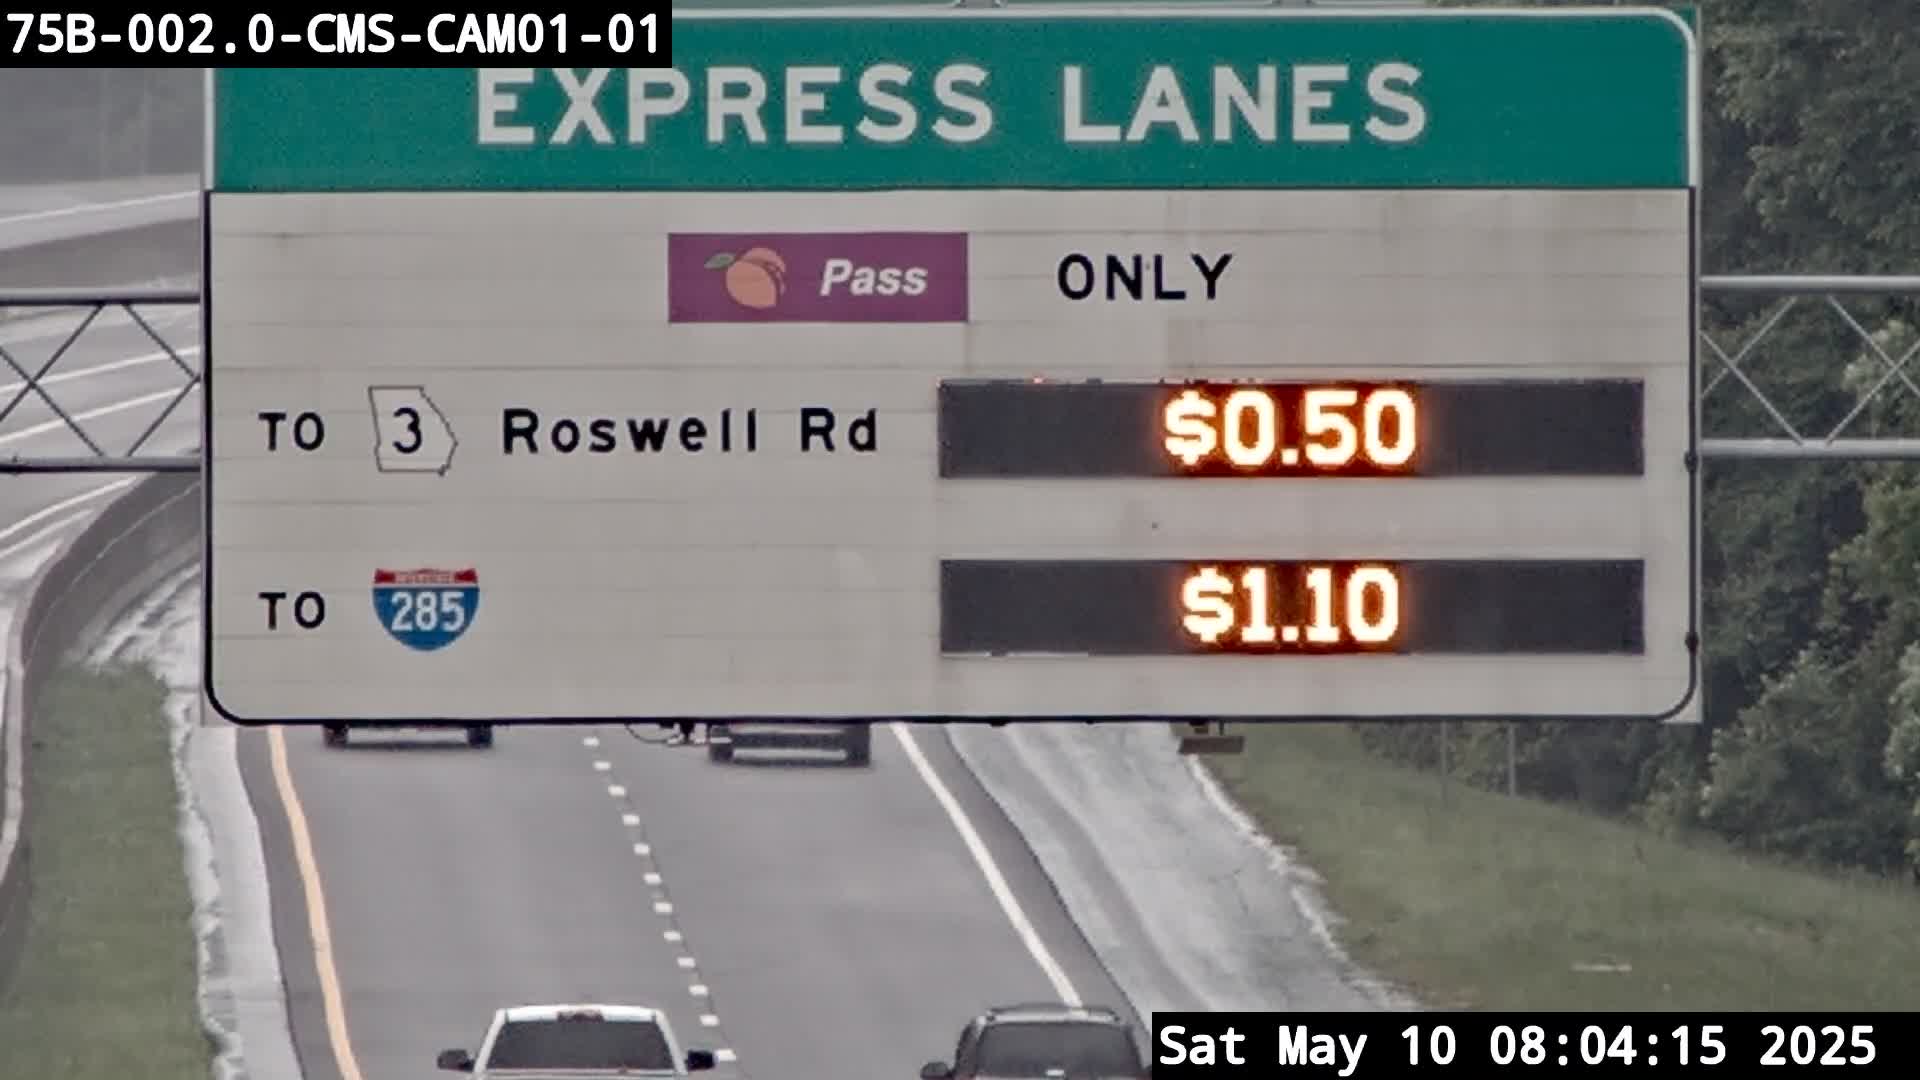 75B-002.0-CMS-CAM01-01
EXPRESS LANES
Pass ONLY
TO 3 Roswell Rd $0.50
TO 285 $1.10
Sat May 10 08:04:15 2025